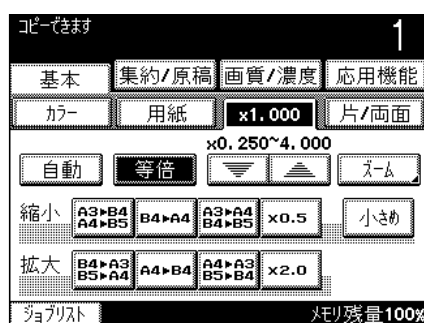 コピーできます
1
基本 集約/原稿 画質/濃度 応用機能
カラー 用紙 x1.000 片/両面
x0.250~4.000
自動 等倍 ズーム
縮小 A3▶B4 A4▶B5 B4▶A4 A3▶A4 B4▶B5 x0.5 小さめ
拡大 B4▶A3 B5▶A4 A4▶B4 A4▶A3 B5▶B4 x2.0
ジョブリスト メモリ残量100%